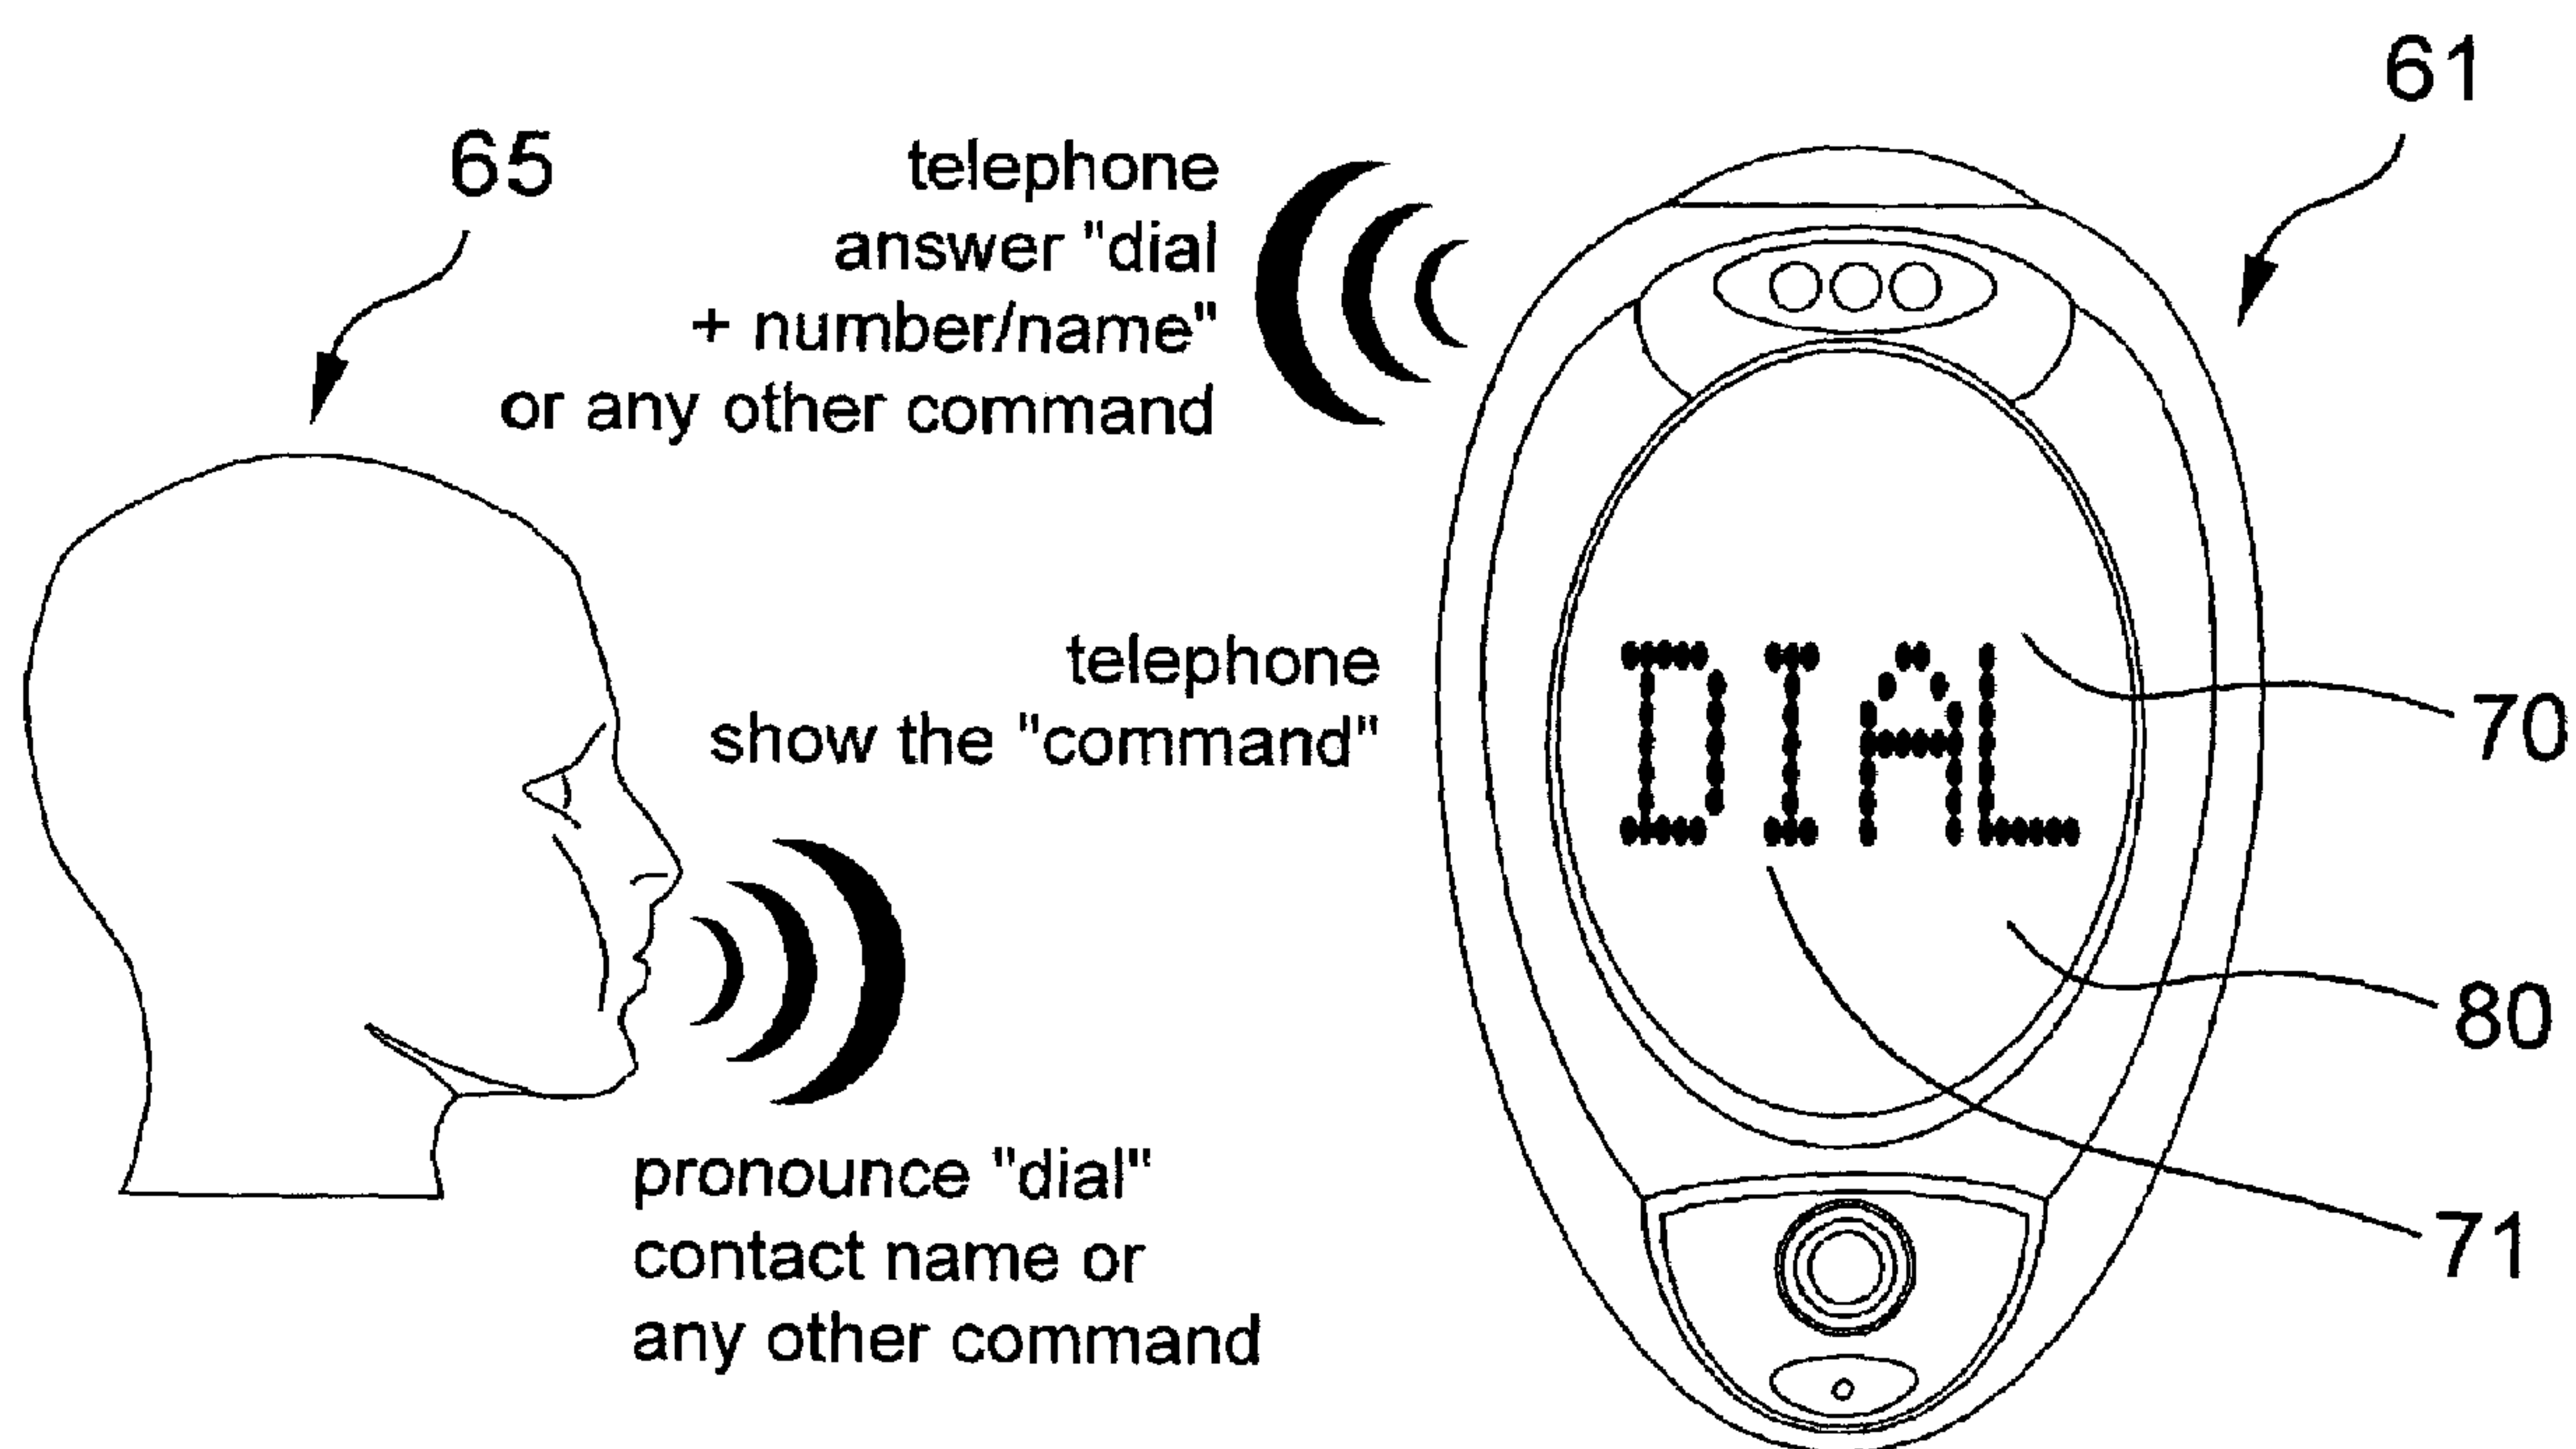 61
65
telephone
answer "dial
+ number/name"
or any other command
telephone
show the "command"
DIAL
70
80
pronounce "dial"
contact name or
any other command
71